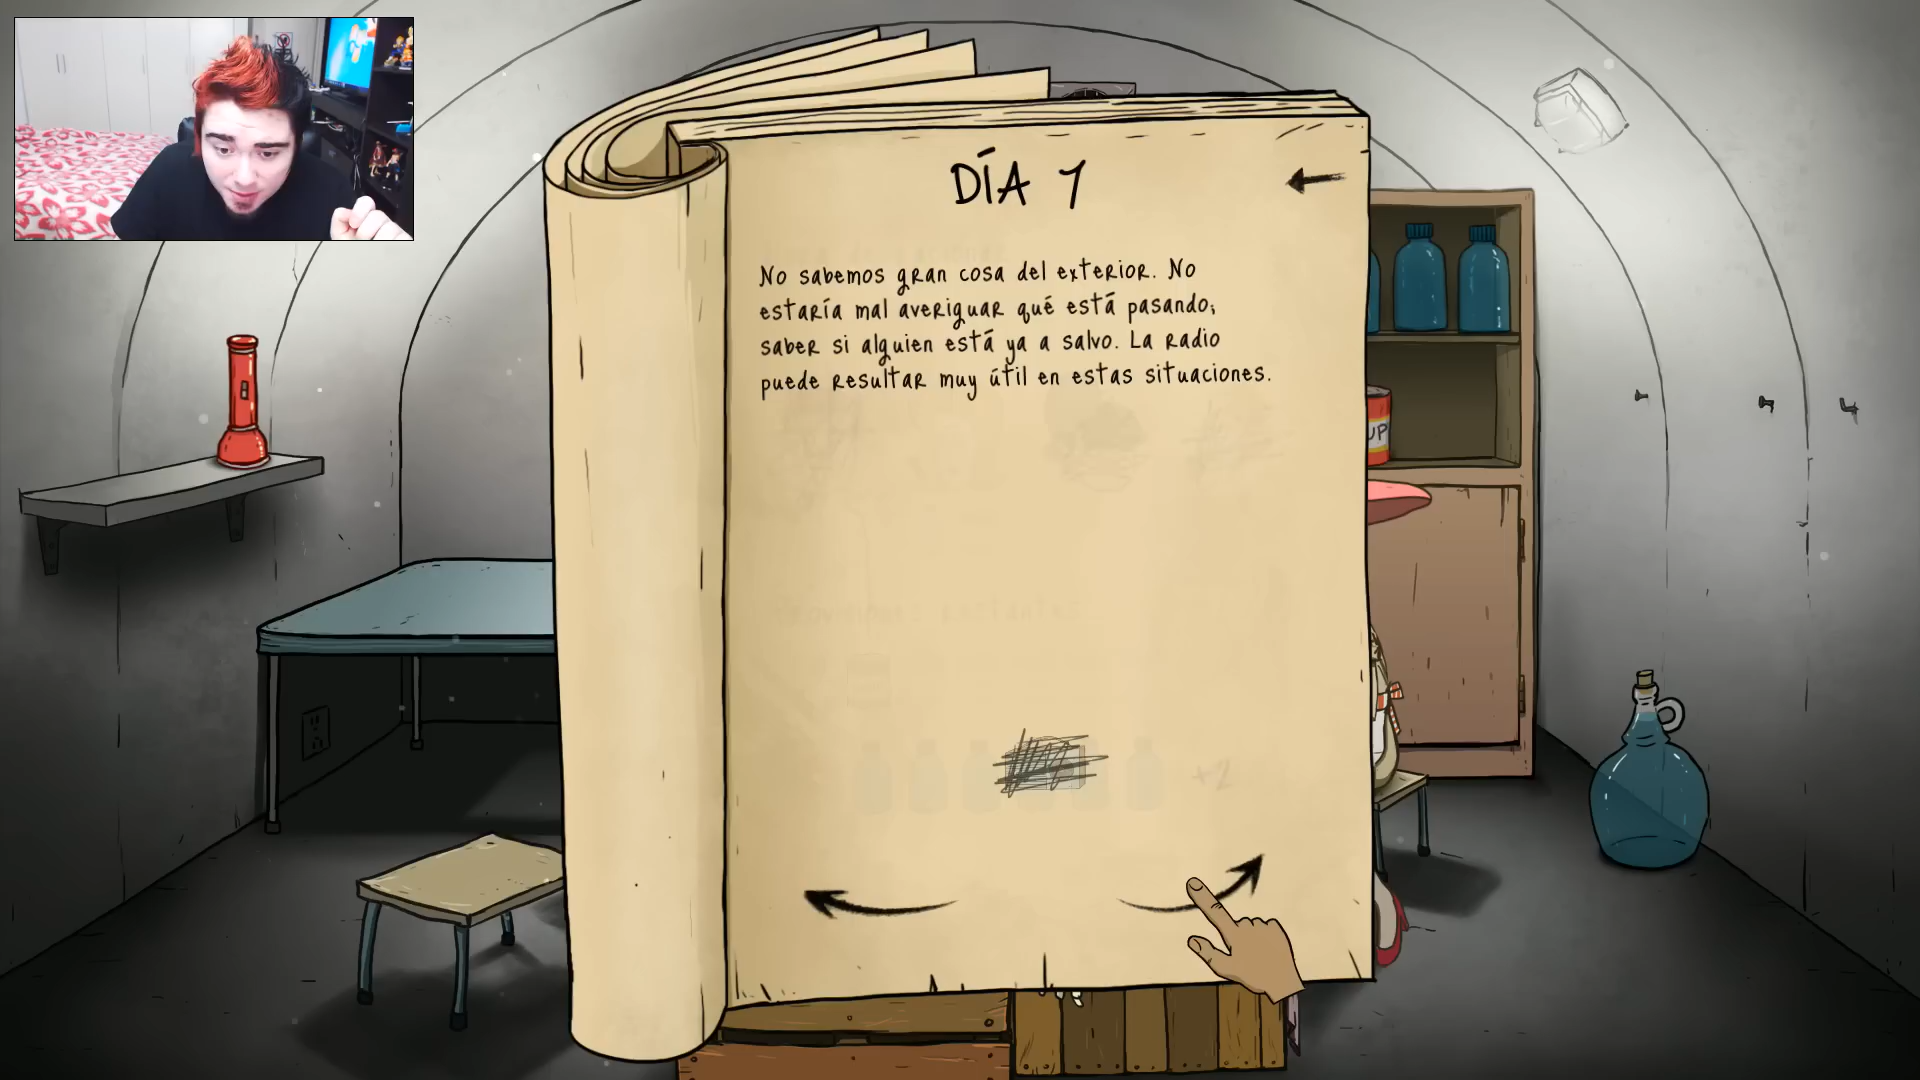 DÍA 7
No sabemos gran cosa del exterior. No
estaría mal averiguar qué está pasando;
saber si alguien está ya a salvo. La radio
puede resultar muy útil en estas situaciones.
UP